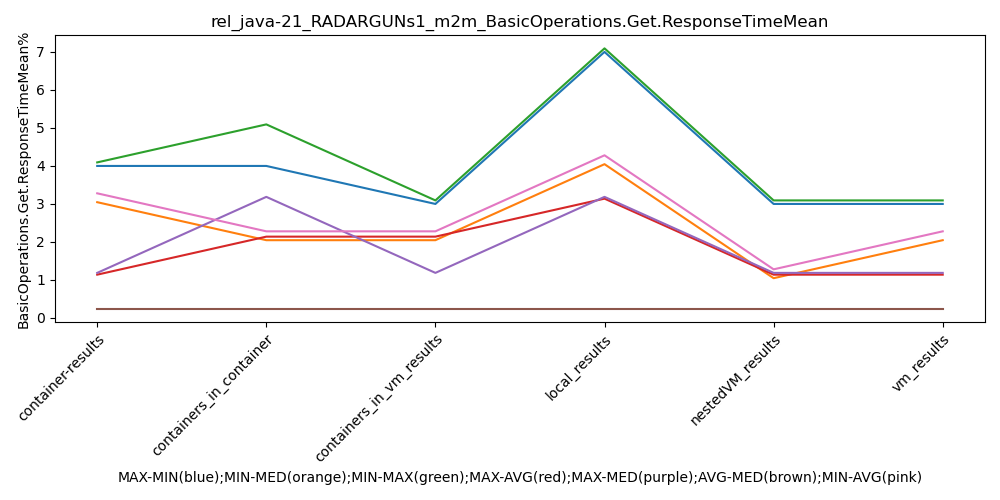 rel_java-21_RADARGUNs1_m2m_BasicOperations.Get.ResponseTimeMean
BasicOperations.Get.ResponseTimeMean%
7
6
5
4
3
2
1
0
container-results
containers_in_container
containers_in_vm_results
local_results
nestedVM_results
vm_results
MAX-MIN(blue);MIN-MED(orange);MIN-MAX(green);MAX-AVG(red);MAX-MED(purple);AVG-MED(brown);MIN-AVG(pink)